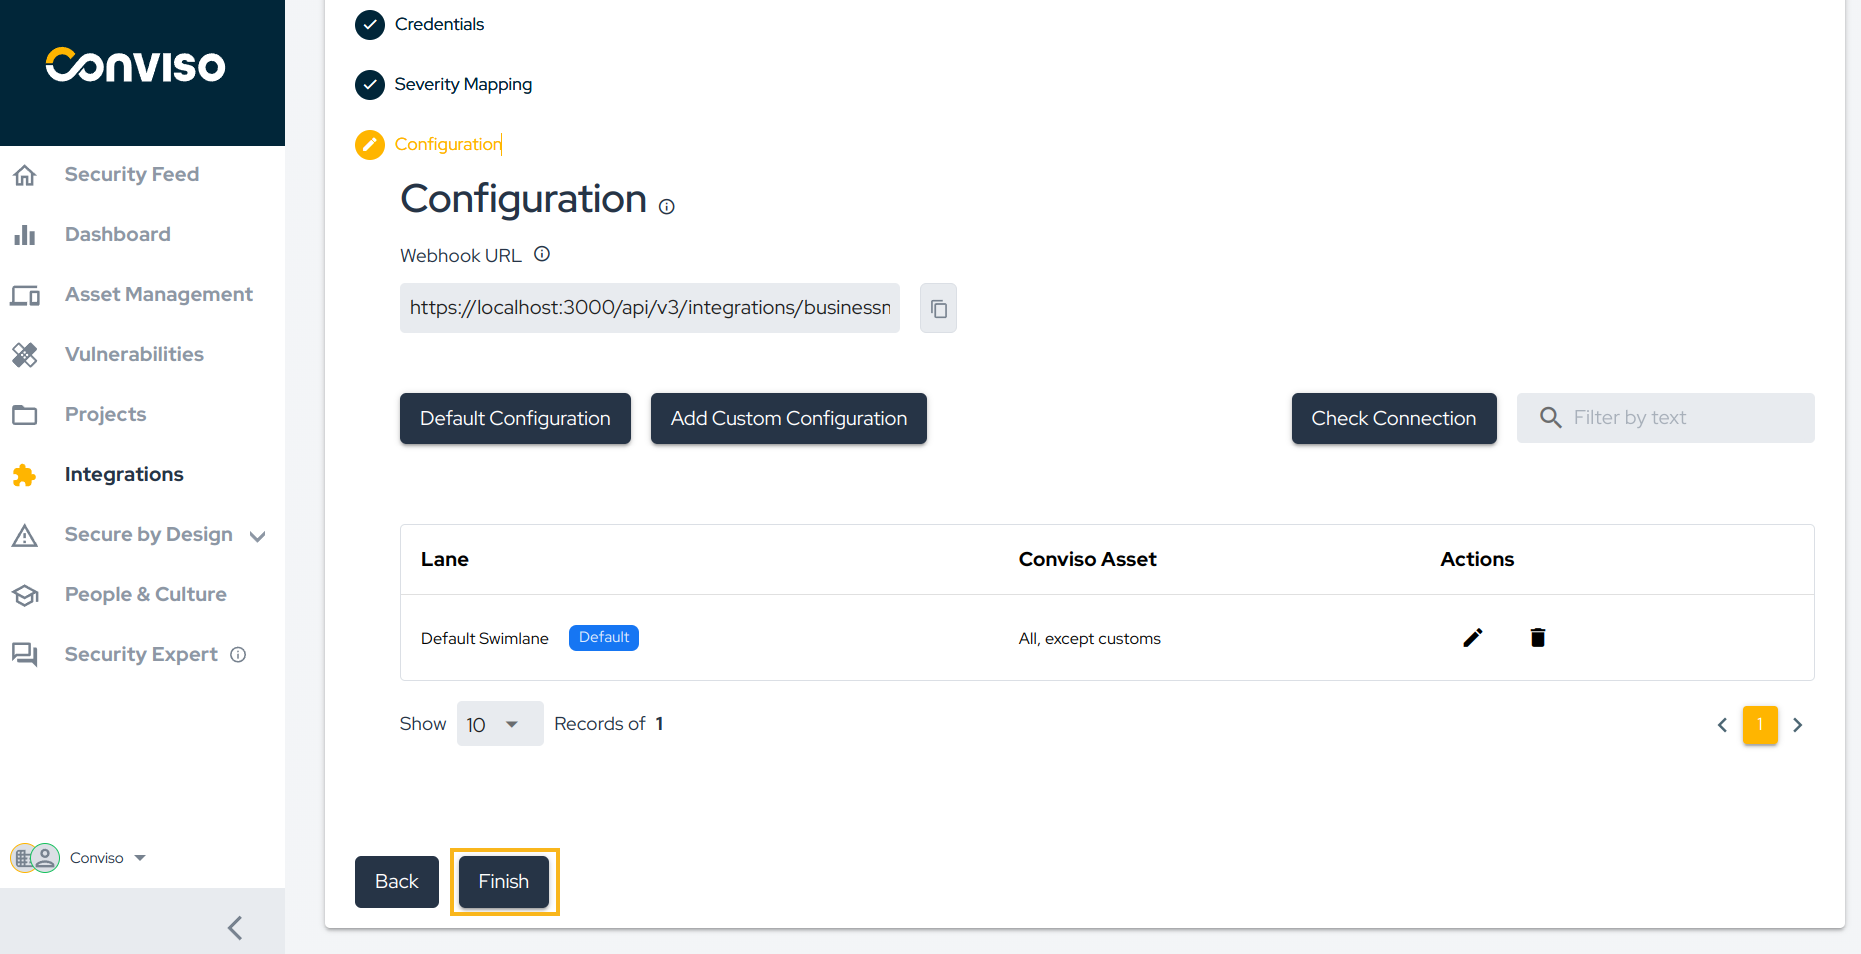 Conviso
Security Feed
Dashboard
Asset Management
Vulnerabilities
Projects
Integrations
Secure by Design
People & Culture
Security Expert
Conviso
Credentials
Severity Mapping
Configuration
Configuration
Webhook URL
https://localhost:3000/api/v3/integrations/businessn
Default Configuration
Add Custom Configuration
Check Connection
Filter by text
Lane Conviso Asset Actions
Default Swimlane Default All, except customs
Show 10 Records of 1
1
Back
Finish